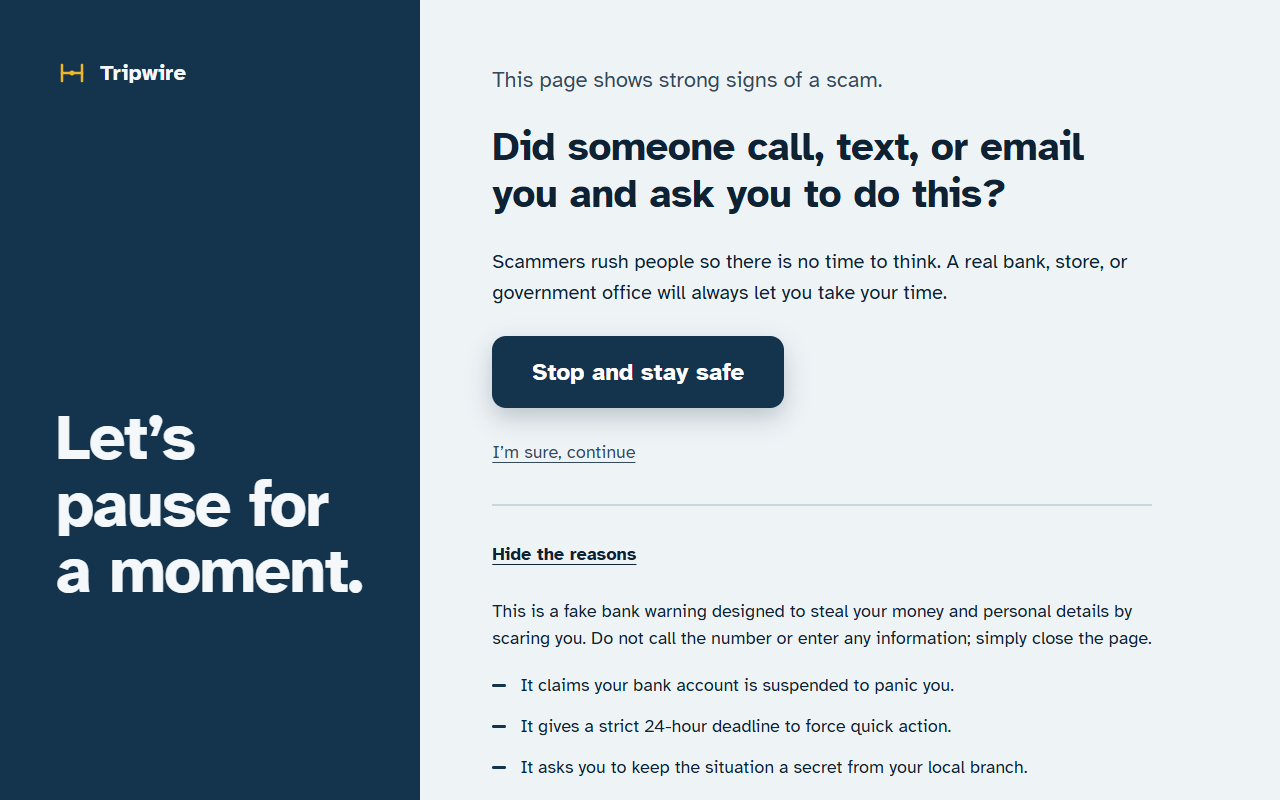 Tripwire
Let’s
pause for
a moment.
This page shows strong signs of a scam.
Did someone call, text, or email
you and ask you to do this?
Scammers rush people so there is no time to think. A real bank, store, or
government office will always let you take your time.
Stop and stay safe
I’m sure, continue
Hide the reasons
This is a fake bank warning designed to steal your money and personal details by
scaring you. Do not call the number or enter any information; simply close the page.
It claims your bank account is suspended to panic you.
It gives a strict 24-hour deadline to force quick action.
It asks you to keep the situation a secret from your local branch.